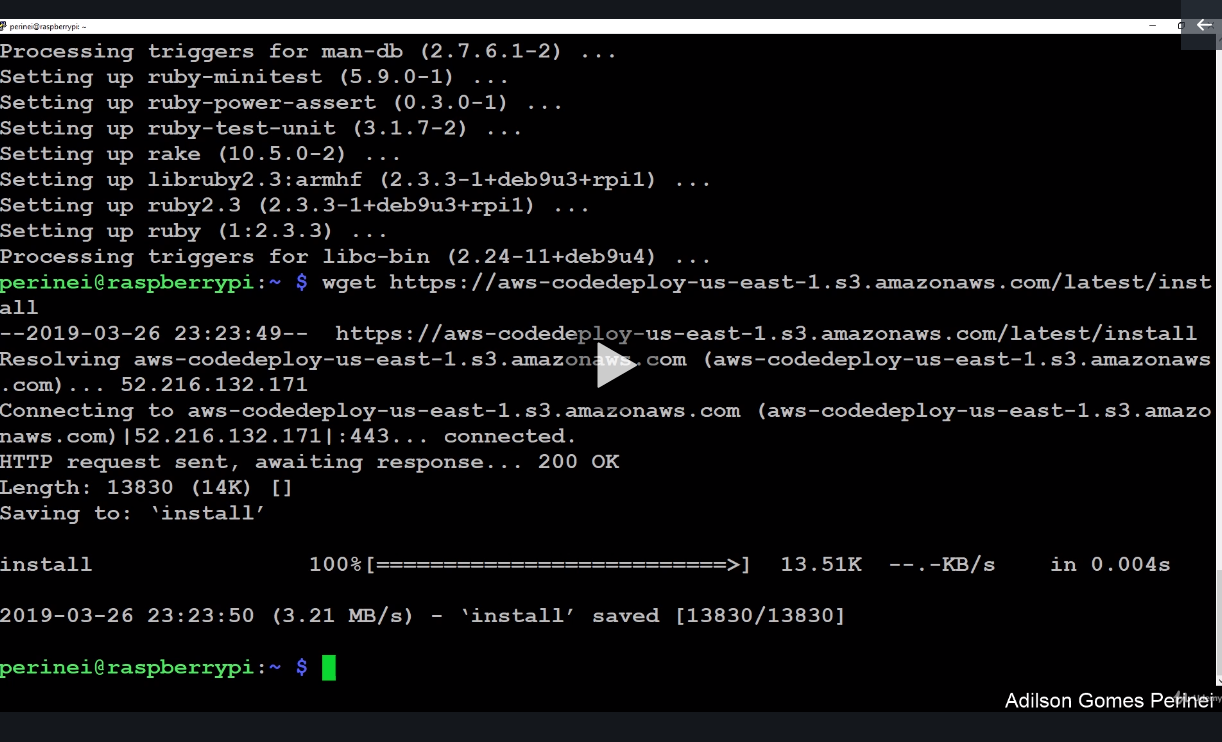 perinei@raspberrypi: ~
Processing triggers for man-db (2.7.6.1-2) ...
Setting up ruby-minitest (5.9.0-1) ...
Setting up ruby-power-assert (0.3.0-1) ...
Setting up ruby-test-unit (3.1.7-2) ...
Setting up rake (10.5.0-2) ...
Setting up libruby2.3:armhf (2.3.3-1+deb9u3+rpi1) ...
Setting up ruby2.3 (2.3.3-1+deb9u3+rpi1) ...
Setting up ruby (1:2.3.3) ...
Processing triggers for libc-bin (2.24-11+deb9u4) ...
perinei@raspberrypi:~ $ wget https://aws-codedeploy-us-east-1.s3.amazonaws.com/latest/inst
all
--2019-03-26 23:23:49--  https://aws-codedeploy-us-east-1.s3.amazonaws.com/latest/install
Resolving aws-codedeploy-us-east-1.s3.amazonaws.com (aws-codedeploy-us-east-1.s3.amazonaws
.com)... 52.216.132.171
Connecting to aws-codedeploy-us-east-1.s3.amazonaws.com (aws-codedeploy-us-east-1.s3.amazo
naws.com)|52.216.132.171|:443... connected.
HTTP request sent, awaiting response... 200 OK
Length: 13830 (14K) []
Saving to: ‘install’
install 100%[==========================>] 13.51K --.-KB/s in 0.004s
2019-03-26 23:23:50 (3.21 MB/s) - ‘install’ saved [13830/13830]
perinei@raspberrypi:~ $
Adilson Gomes Perinei
Udemy